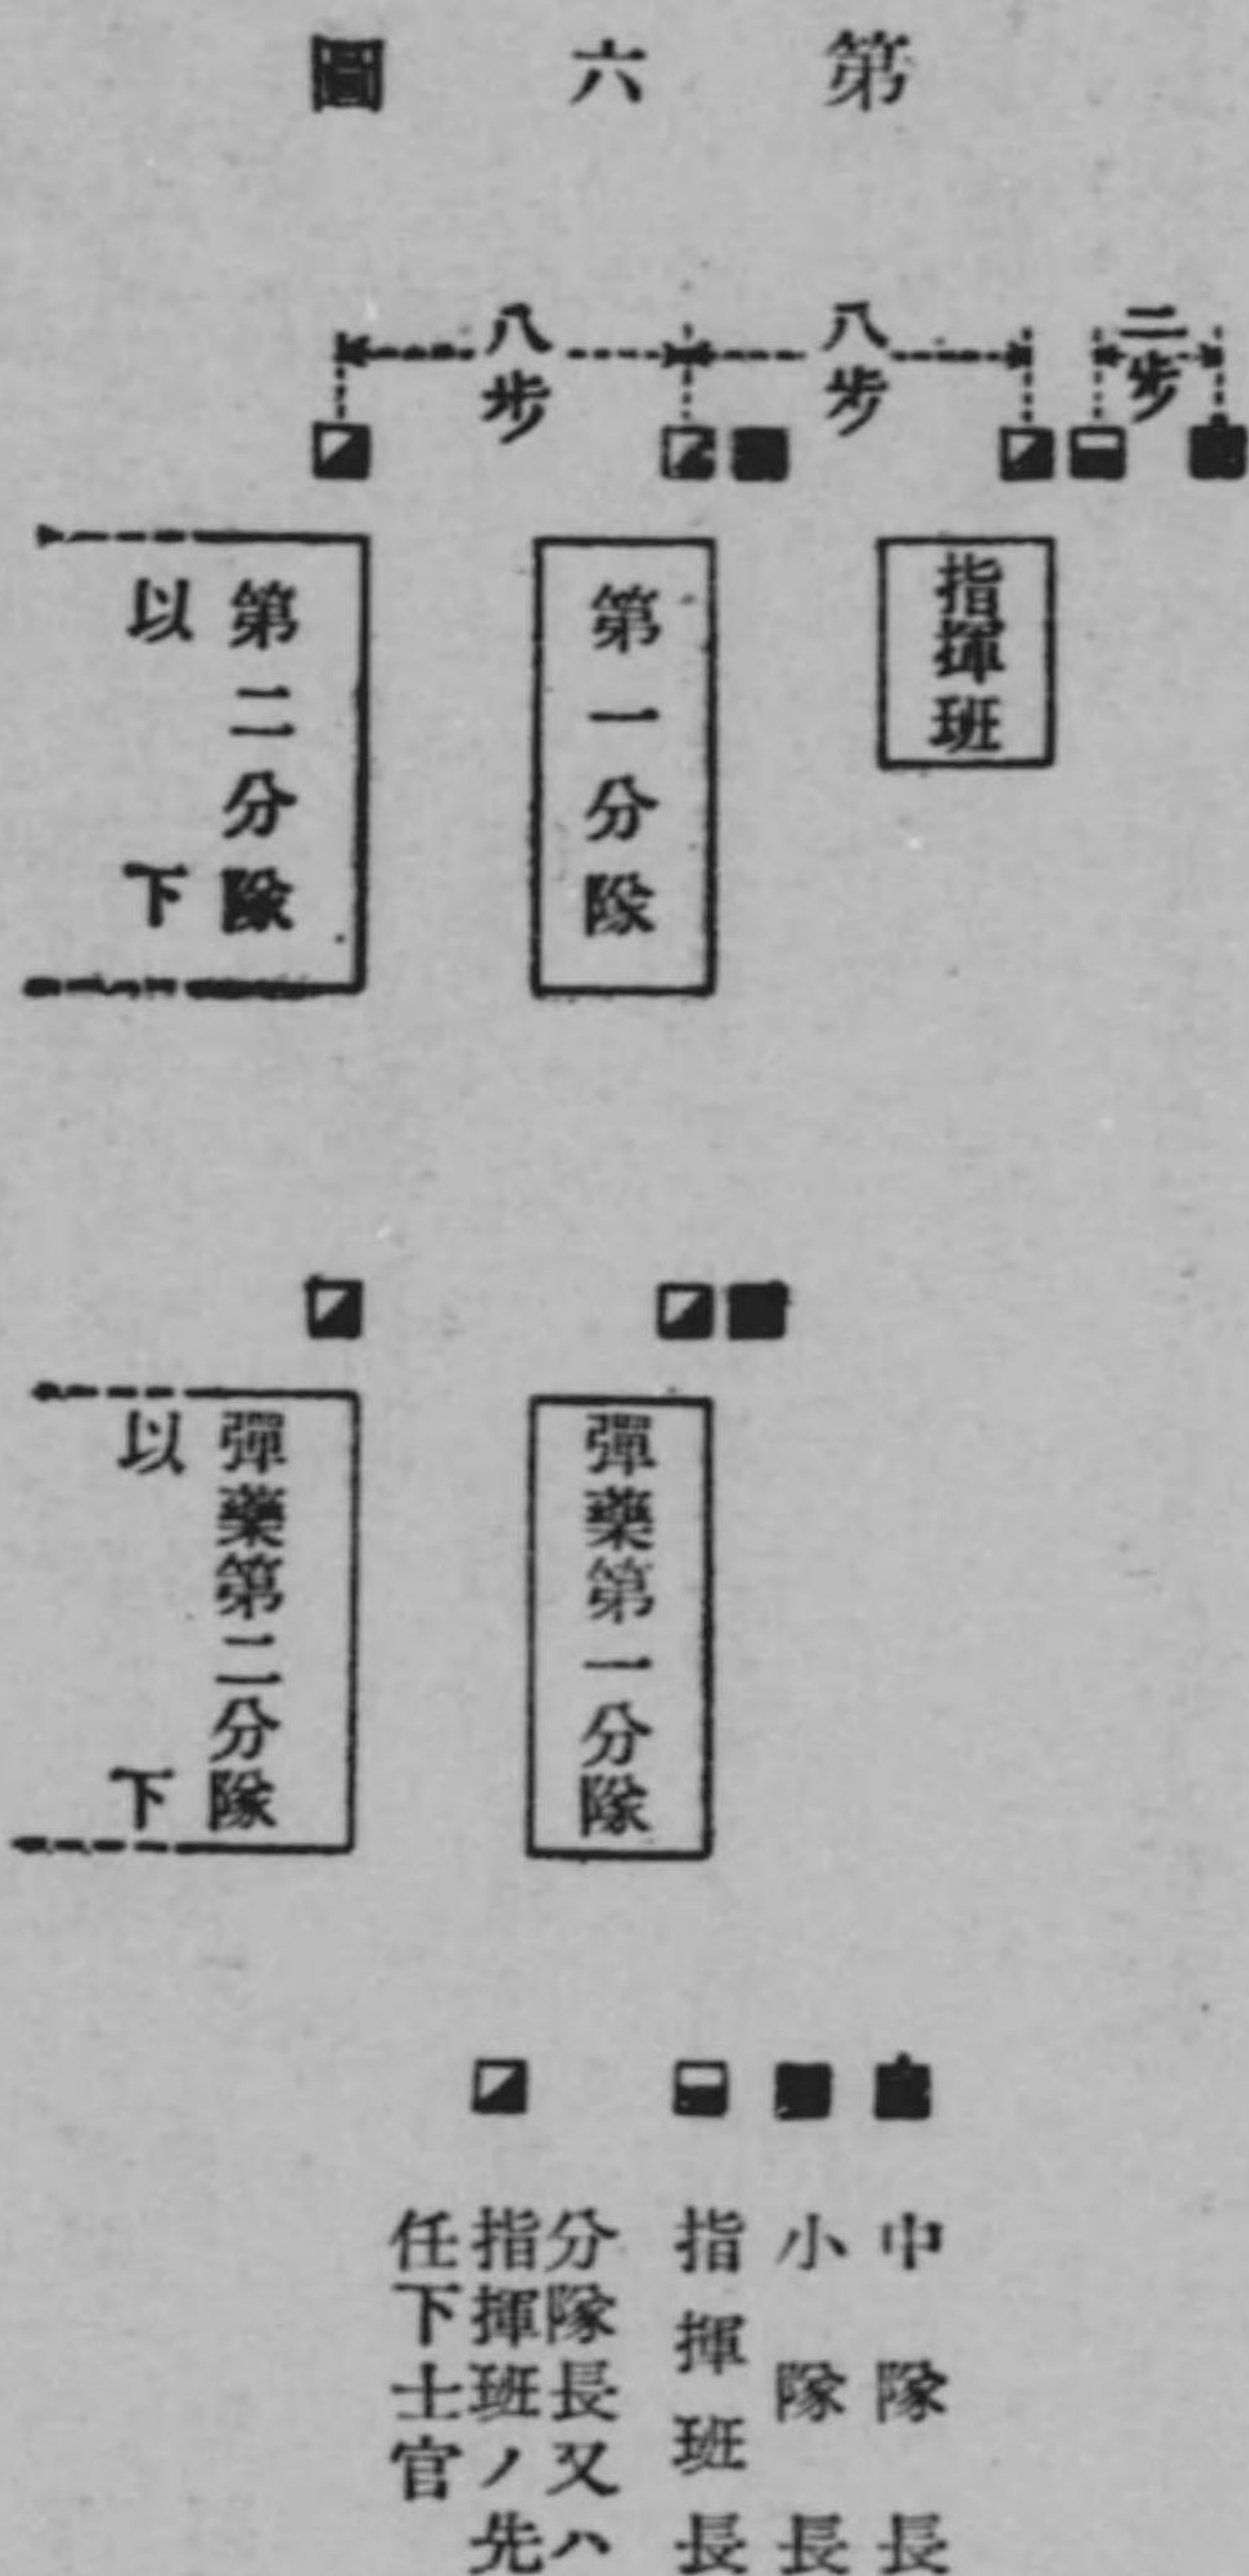 第六圖
二步
八步
八步
指揮班
第一分隊
第二分隊
以下
彈藥第一分隊
彈藥第二分隊
以下
中隊長
小隊長
指揮班長
分隊長又ハ
指揮班ノ先
任下士官